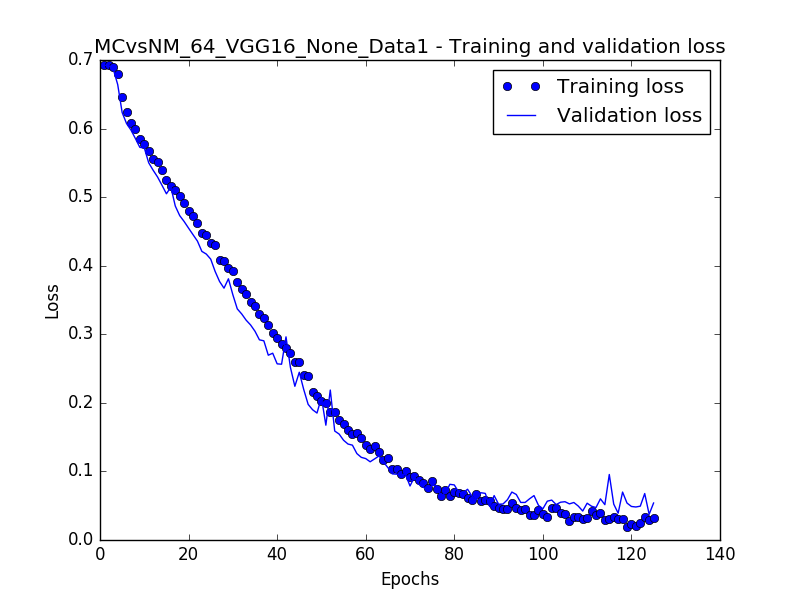 MCvsNM_64_VGG16_None_Data1 - Training and validation loss
0.7
0.6
0.5
0.4
0.3
0.2
0.1
0.0
Loss
Training loss
Validation loss
0 20 40 60 80 100 120 140
Epochs